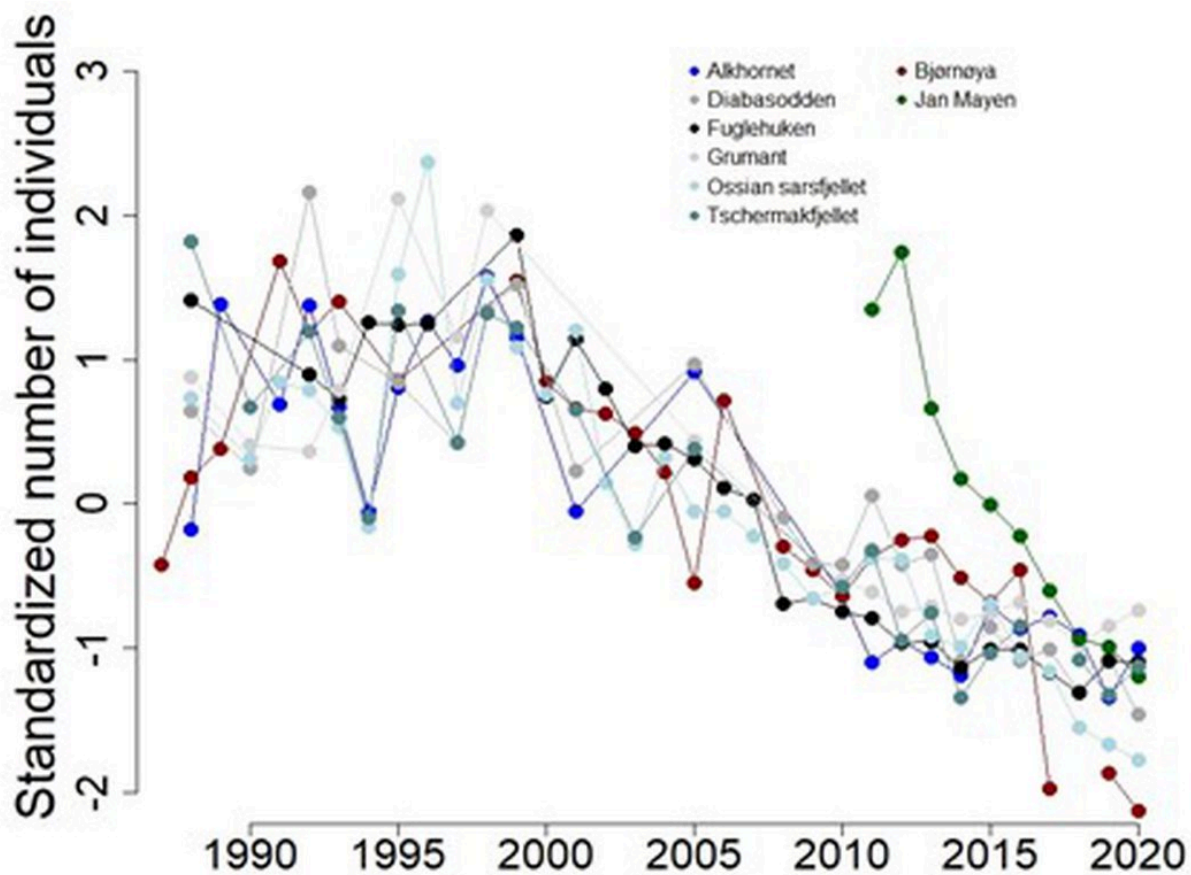 Standardized number of individuals
3
2
1
0
-1
-2
Alkhornet
Diabasodden
Fuglehuken
Grumant
Ossian sarsfjellet
Tschermakfjellet
Bjørnøya
Jan Mayen
1990 1995 2000 2005 2010 2015 2020